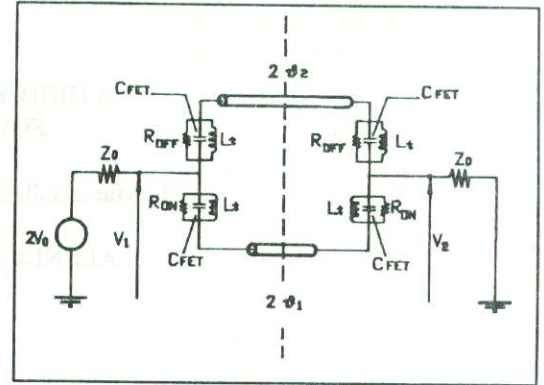 2 ϑ2
CFET
CFET
ROFF
Lt
ROFF
Lt
Z0
Z0
RON
Lt
Lt
RON
2V0
V1
CFET
CFET
V2
2 ϑ1